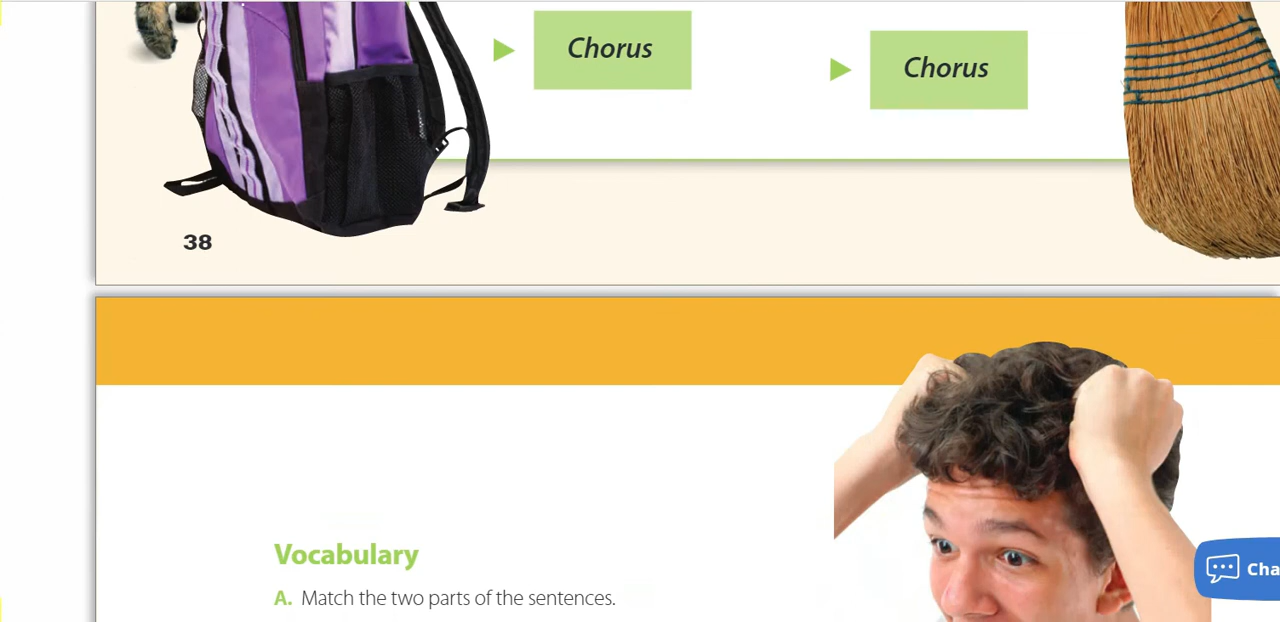 Chorus
Chorus
38
Vocabulary
A. Match the two parts of the sentences.
Cha